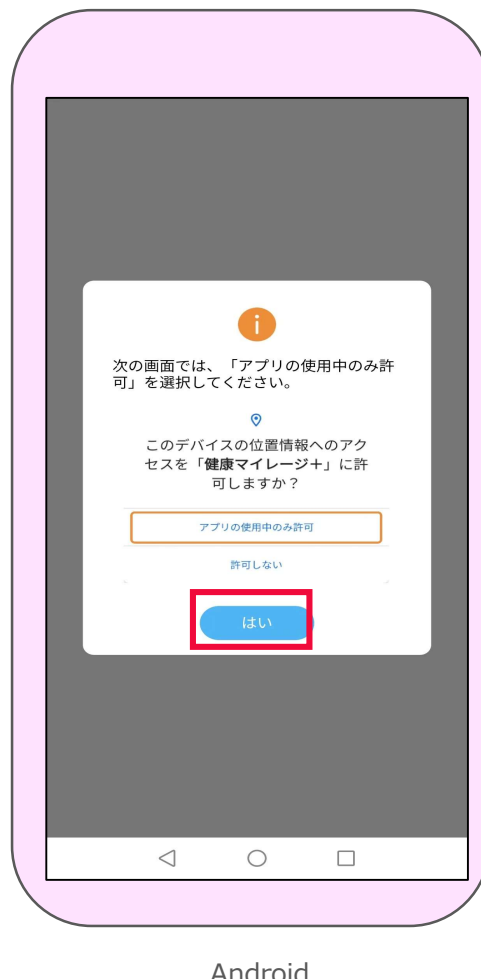 次の画面では、「アプリの使用中のみ許
可」を選択してください。
このデバイスの位置情報へのアク
セスを「健康マイレージ＋」に許
可しますか？
アプリの使用中のみ許可
許可しない
はい
Android